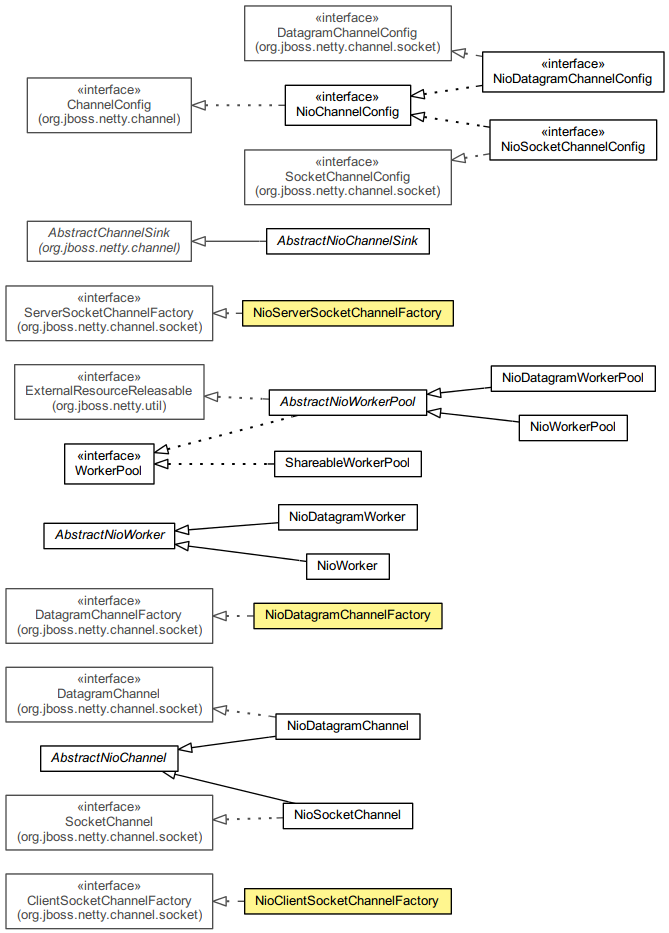 «interface»
DatagramChannelConfig
(org.jboss.netty.channel.socket)
«interface»
NioDatagramChannelConfig
«interface»
ChannelConfig
(org.jboss.netty.channel)
«interface»
NioChannelConfig
«interface»
NioSocketChannelConfig
«interface»
SocketChannelConfig
(org.jboss.netty.channel.socket)
AbstractChannelSink
(org.jboss.netty.channel)
AbstractNioChannelSink
«interface»
ServerSocketChannelFactory
(org.jboss.netty.channel.socket)
NioServerSocketChannelFactory
«interface»
ExternalResourceReleasable
(org.jboss.netty.util)
AbstractNioWorkerPool
NioDatagramWorkerPool
NioWorkerPool
«interface»
WorkerPool
ShareableWorkerPool
AbstractNioWorker
NioDatagramWorker
NioWorker
«interface»
DatagramChannelFactory
(org.jboss.netty.channel.socket)
NioDatagramChannelFactory
«interface»
DatagramChannel
(org.jboss.netty.channel.socket)
NioDatagramChannel
AbstractNioChannel
«interface»
SocketChannel
(org.jboss.netty.channel.socket)
NioSocketChannel
«interface»
ClientSocketChannelFactory
(org.jboss.netty.channel.socket)
NioClientSocketChannelFactory